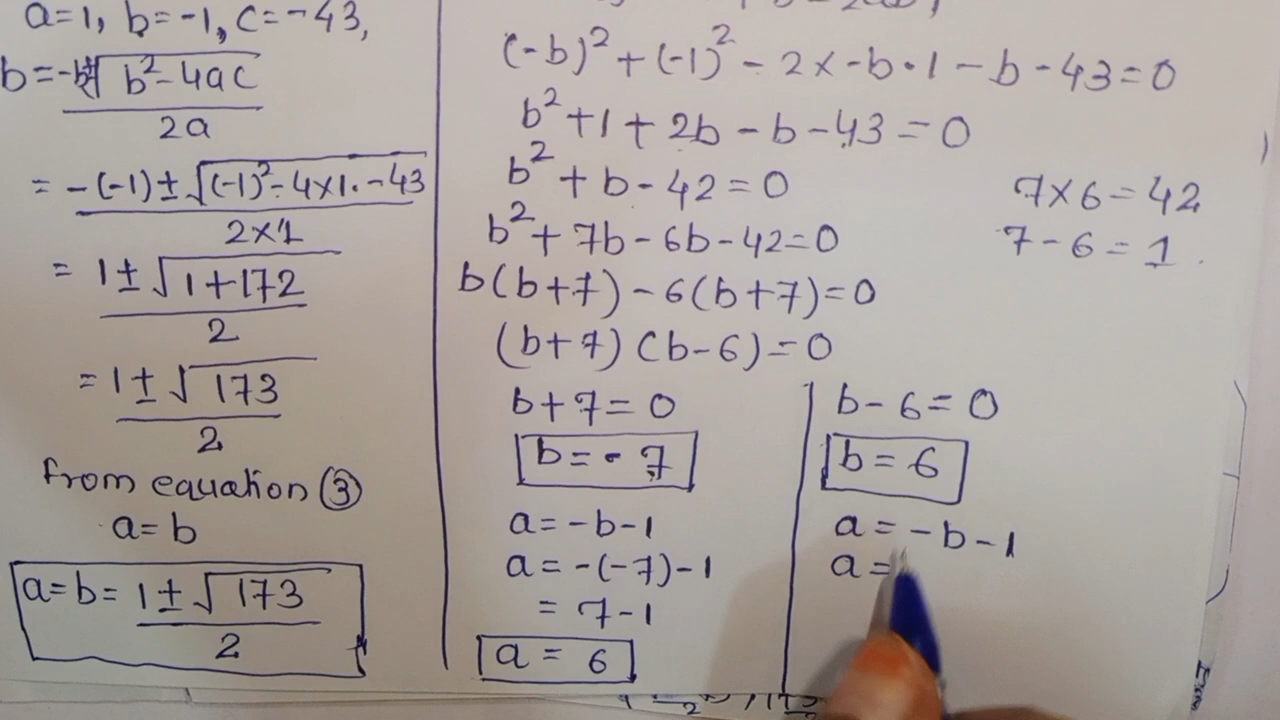 a=1, b=-1, c=-43,
b=-b±√b²-4ac
2a
= -(-1)±√(-1)²-4×1·-43
2×1
= 1±√1+172
2
= 1±√173
2
from equation ③
a=b
a=b= 1±√173
2
(-b)²+(-1)²-2×-b·1-b-43=0
b²+1+2b-b-43=0
b²+b-42=0
b²+7b-6b-42=0
b(b+7)-6(b+7)=0
(b+7)(b-6)=0
7×6=42
7-6=1
b+7=0
b=-7
a=-b-1
a=-(-7)-1
=7-1
a=6
b-6=0
b=6
a=-b-1
a=